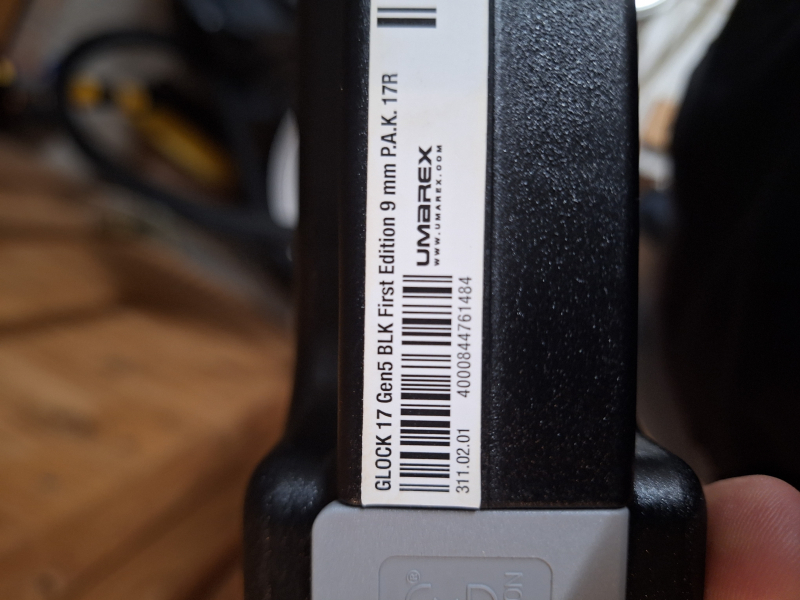 GLOCK 17 Gen5 BLK First Edition 9 mm P.A.K. 17R
UMAREX
WWW.UMAREX.COM
311.02.01 4000844761484